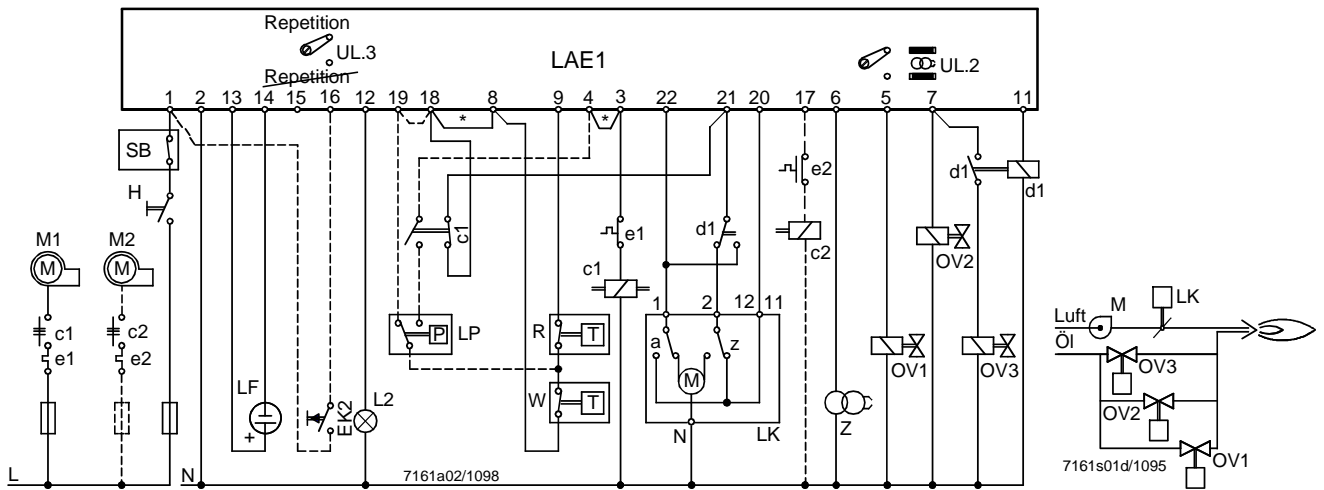 Repetition
UL.3
Repetition
LAE1
UL.2
1 2 13 14 15 16 12 19 18 8 9 4 3 22 21 20 17 6 5 7 11
* *
SB
H
e2
d1 d1
M1 M2
c1
e1
d1
c2
OV2
M M
c1
1 2 12 11
LK
M
Luft
c1 c2
P LP
R T
a z
Öl
e1 e2
M
OV1 OV3
OV3
LF
EK2
L2
W T
OV2
+
N LK
Z
OV1
L N
7161a02/1098
7161s01d/1095